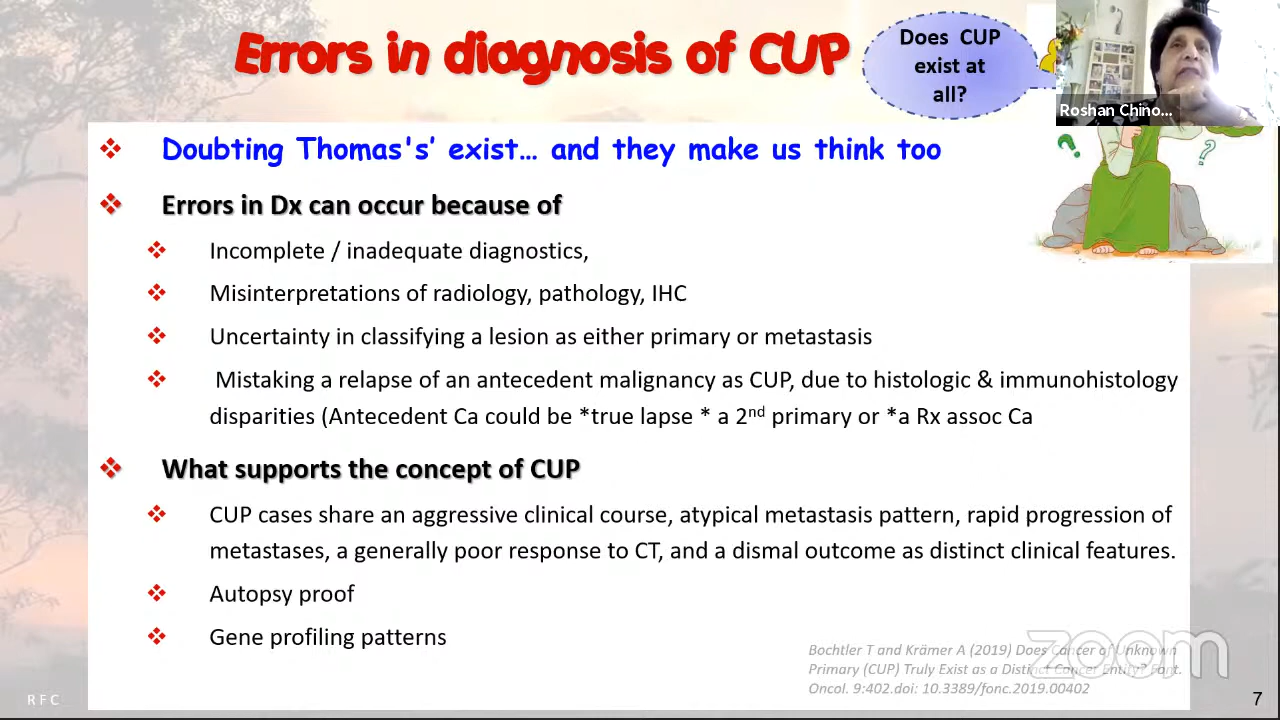 Errors in diagnosis of CUP
Does CUP
exist at
all?
Roshan Chino...
❖ Doubting Thomas's' exist... and they make us think too
❖ Errors in Dx can occur because of
❖ Incomplete / inadequate diagnostics,
❖ Misinterpretations of radiology, pathology, IHC
❖ Uncertainty in classifying a lesion as either primary or metastasis
❖ Mistaking a relapse of an antecedent malignancy as CUP, due to histologic & immunohistology
disparities (Antecedent Ca could be *true lapse * a 2nd primary or *a Rx assoc Ca
❖ What supports the concept of CUP
❖ CUP cases share an aggressive clinical course, atypical metastasis pattern, rapid progression of
metastases, a generally poor response to CT, and a dismal outcome as distinct clinical features.
❖ Autopsy proof
❖ Gene profiling patterns
Bochtler T and Krämer A (2019) Does Cancer of Unknown
Primary (CUP) Truly Exist as a Distinct Cancer Entity? Font.
Oncol. 9:402.doi: 10.3389/fonc.2019.00402
zoom
RFC
7